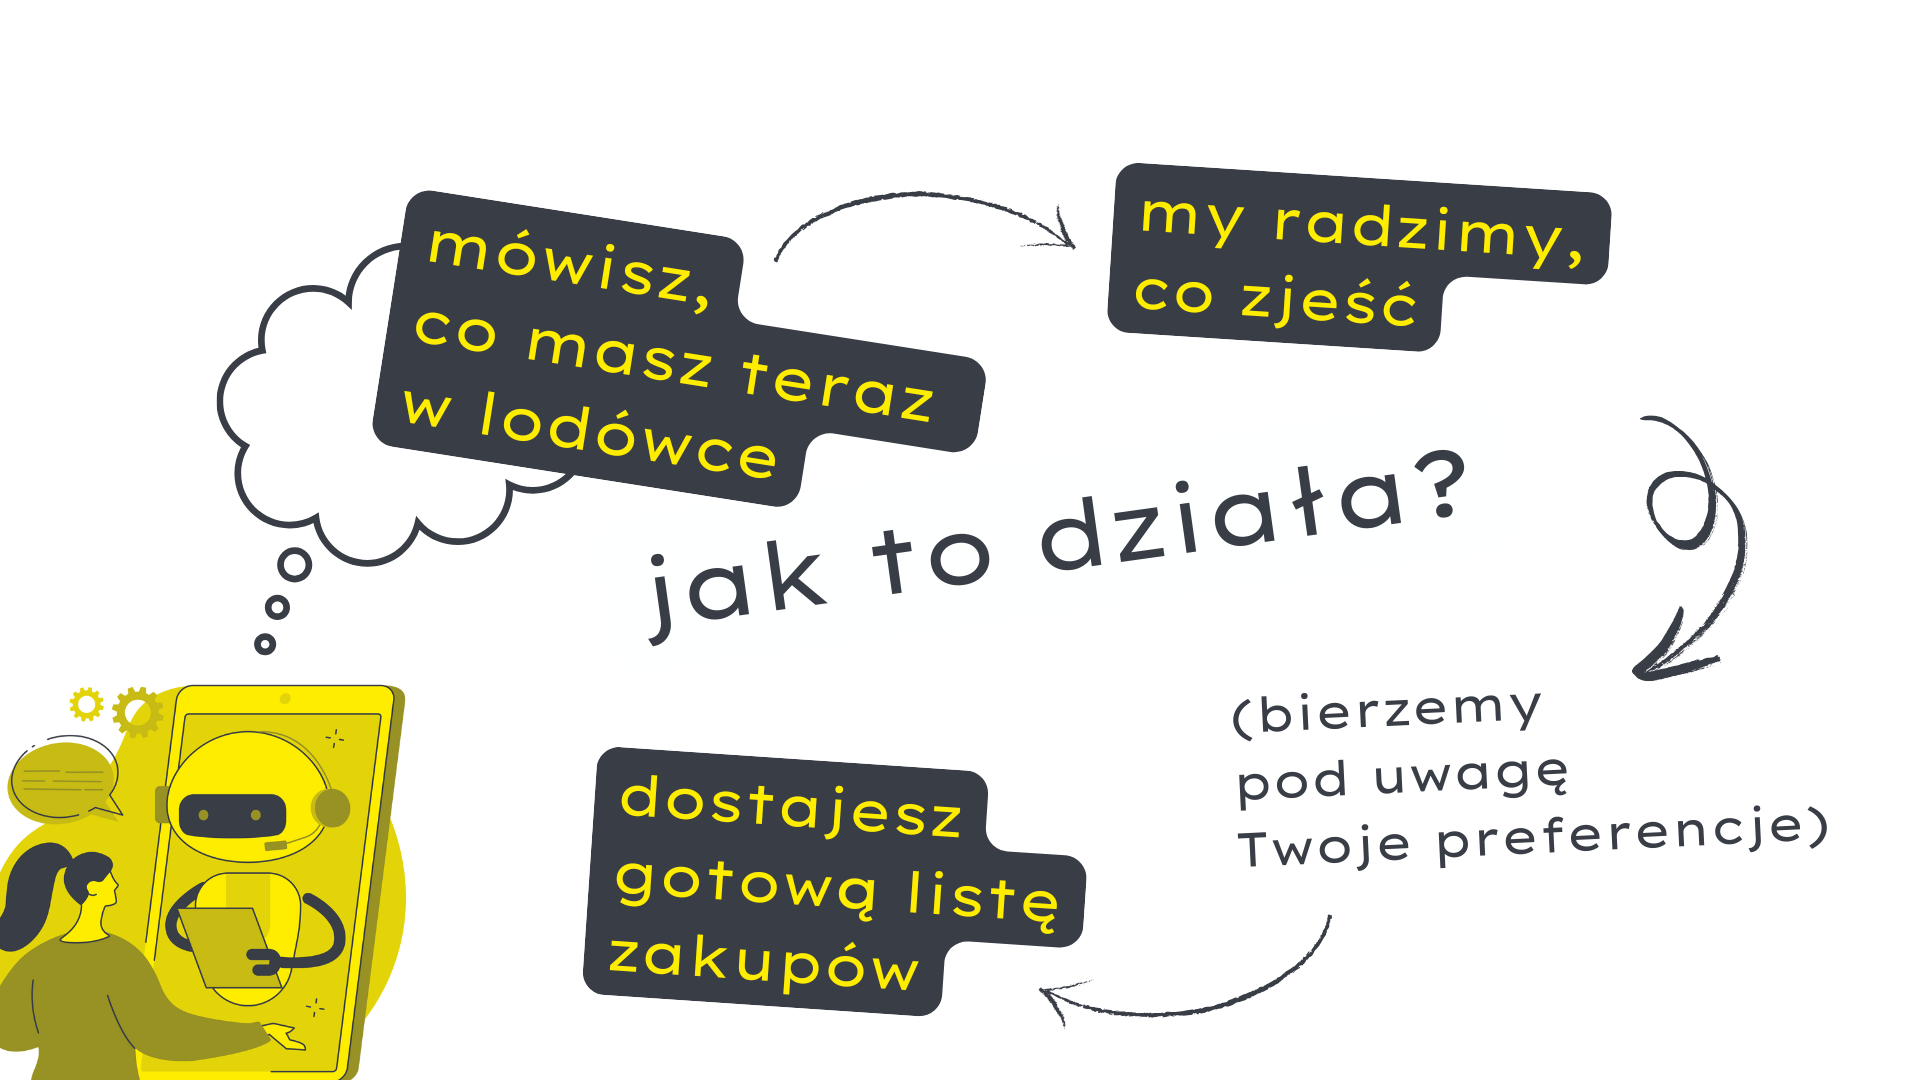 mówisz,
co masz teraz
w lodówce
my radzimy,
co zjeść
jak to działa?
(bierzemy
pod uwagę
Twoje preferencje)
dostajesz
gotową listę
zakupów